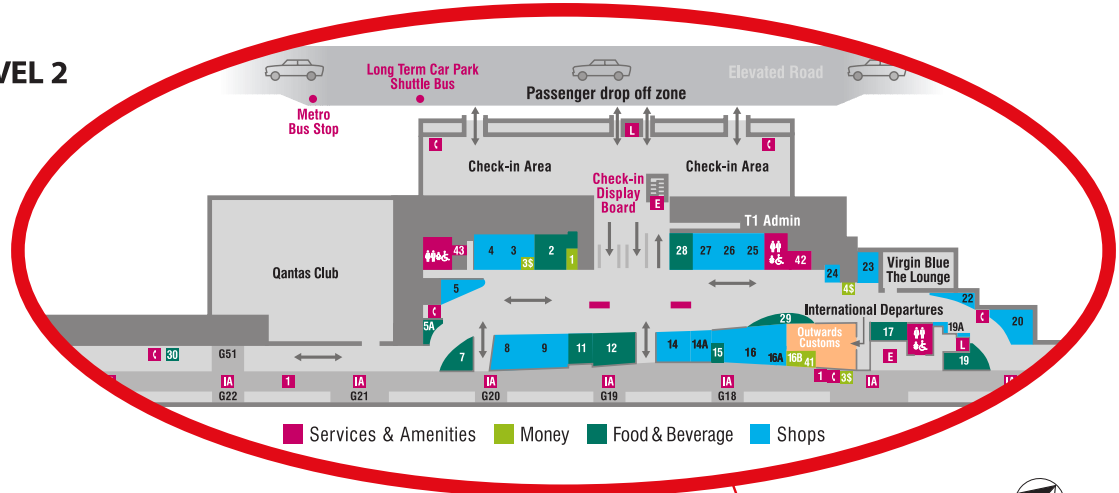 VEL 2
Elevated Road
Long Term Car Park
Shuttle Bus
Passenger drop off zone
Metro
Bus Stop
L
Check-in Area
Check-in Area
Check-in
Display
Board
E
T1 Admin
43
4
3
3$
2
1
28
27
26
25
42
24
4$
23
Virgin Blue
The Lounge
Qantas Club
5
5A
7
8
9
11
12
14
14A
15
16
16A
16B
41
29
Outwards
Customs
International Departures
17
22
19A
20
L
E
19
30
G51
1
3$
IA
1
IA
IA
IA
IA
IA
IA
G22
G21
G20
G19
G18
Services & Amenities
Money
Food & Beverage
Shops